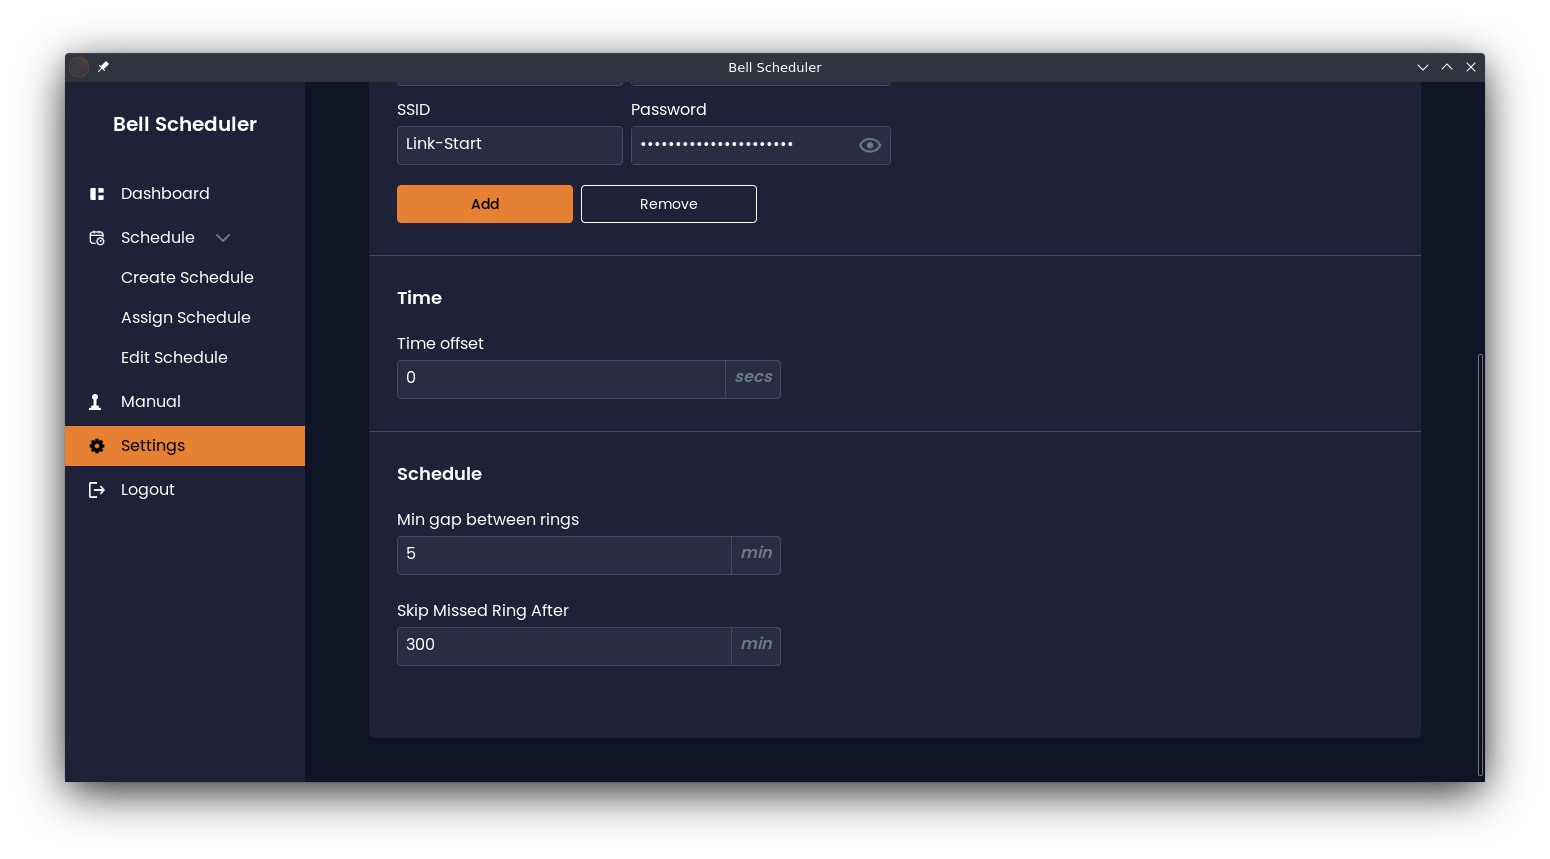 Bell Scheduler
Bell Scheduler
Dashboard
Schedule
Create Schedule
Assign Schedule
Edit Schedule
Manual
Settings
Logout
SSID Password
Link-Start ••••••••••••••••••••••
Add Remove
Time
Time offset
0 secs
Schedule
Min gap between rings
5 min
Skip Missed Ring After
300 min